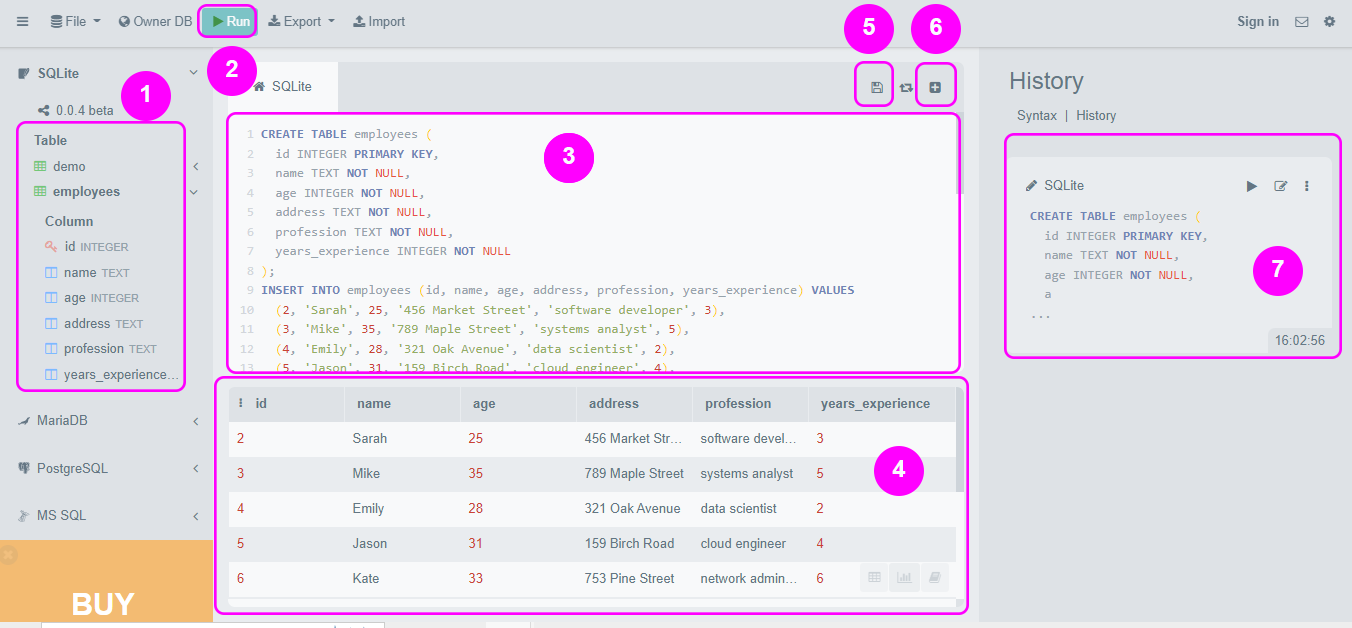 File Owner DB Run Export Import Sign in
5 6
2
SQLite
1
0.0.4 beta
Table
demo
employees
Column
id INTEGER
name TEXT
age INTEGER
address TEXT
profession TEXT
years_experience...
MariaDB
PostgreSQL
MS SQL
BUY
SQLite
3
1 CREATE TABLE employees (
2 id INTEGER PRIMARY KEY,
3 name TEXT NOT NULL,
4 age INTEGER NOT NULL,
5 address TEXT NOT NULL,
6 profession TEXT NOT NULL,
7 years_experience INTEGER NOT NULL
8 );
9 INSERT INTO employees (id, name, age, address, profession, years_experience) VALUES
10 (2, 'Sarah', 25, '456 Market Street', 'software developer', 3),
11 (3, 'Mike', 35, '789 Maple Street', 'systems analyst', 5),
12 (4, 'Emily', 28, '321 Oak Avenue', 'data scientist', 2),
13 (5, 'Jason', 31, '159 Birch Road', 'cloud engineer', 4),
id name age address profession years_experience
2 Sarah 25 456 Market Str... software devel... 3
3 Mike 35 789 Maple Street systems analyst 5
4
4 Emily 28 321 Oak Avenue data scientist 2
5 Jason 31 159 Birch Road cloud engineer 4
6 Kate 33 753 Pine Street network admin... 6
History
Syntax | History
SQLite
CREATE TABLE employees (
id INTEGER PRIMARY KEY,
name TEXT NOT NULL,
age INTEGER NOT NULL,
a
...
7
16:02:56